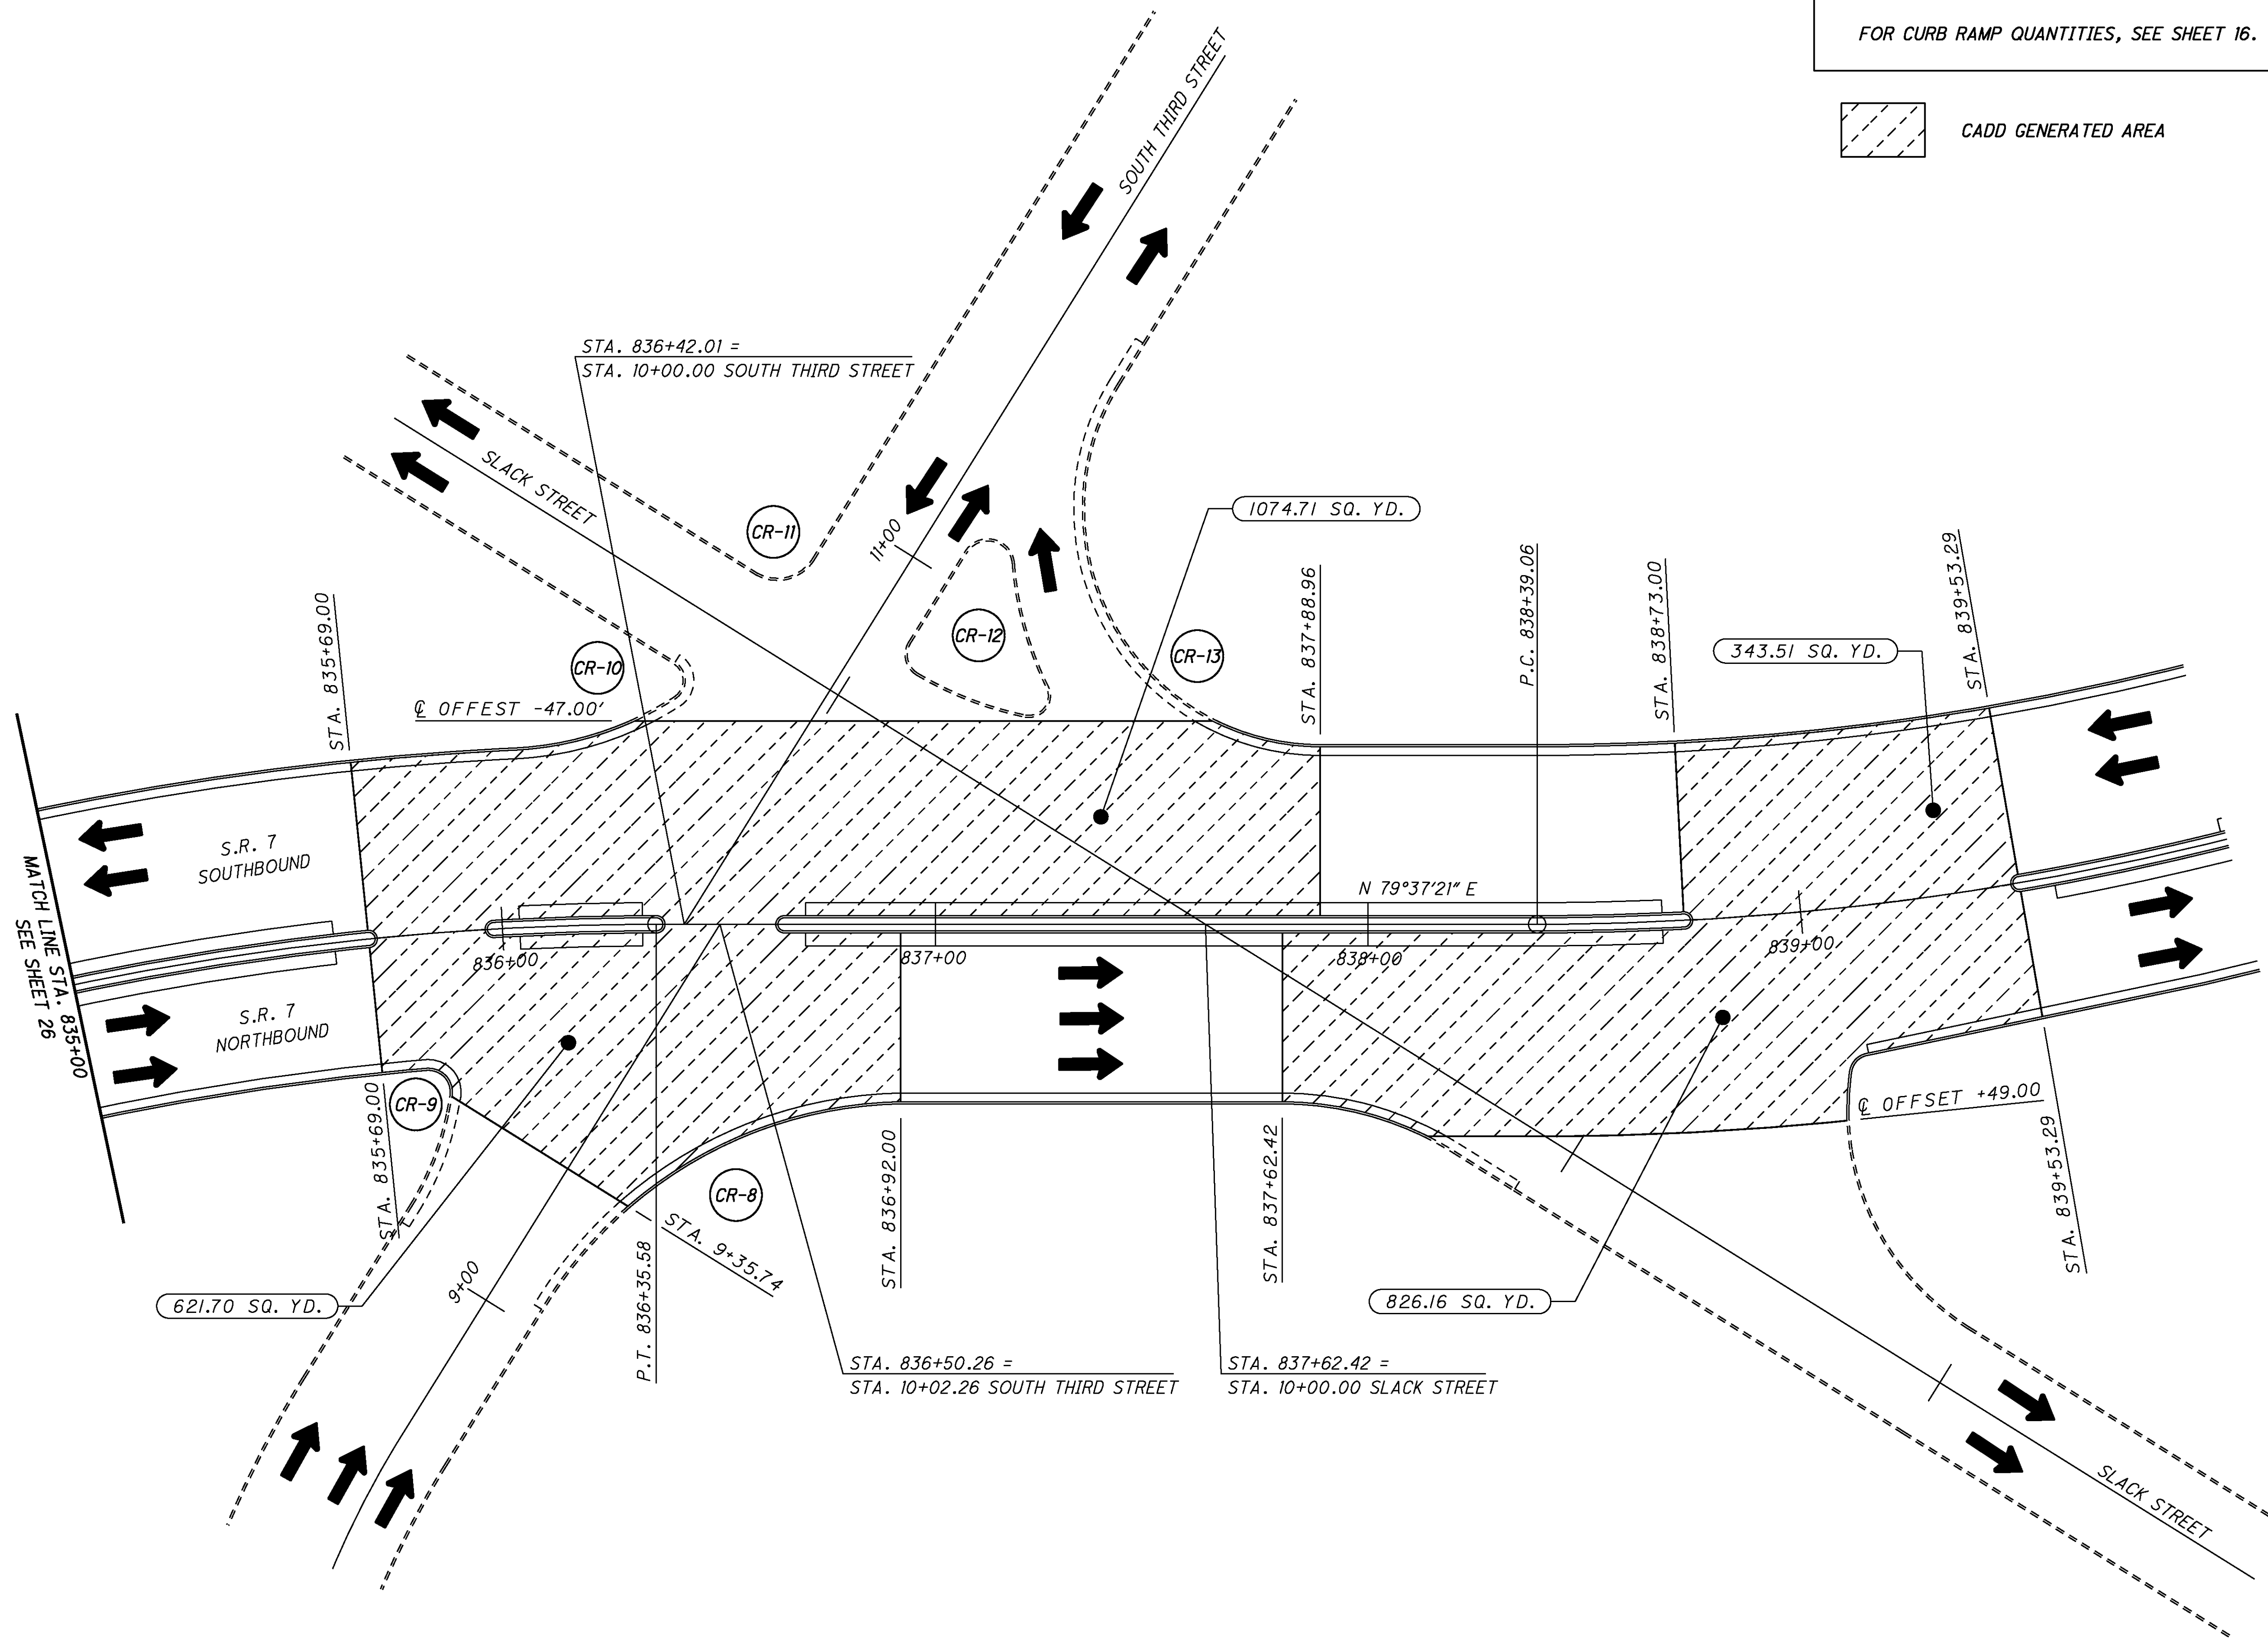 FOR CURB RAMP QUANTITIES, SEE SHEET 16.
CADD GENERATED AREA
SOUTH THIRD STREET
STA. 836+42.01 =
STA. 10+00.00 SOUTH THIRD STREET
SLACK STREET
CR-11
11+00
1074.71 SQ. YD.
CR-12
CR-10
CR-13
STA. 835+69.00
℄ OFFEST -47.00'
STA. 837+88.96
P.C. 838+39.06
STA. 838+73.00
343.51 SQ. YD.
STA. 839+53.29
S.R. 7
SOUTHBOUND
N 79°37'21" E
MATCH LINE STA. 835+00
SEE SHEET 26
836+00
837+00
838+00
839+00
S.R. 7
NORTHBOUND
CR-9
STA. 835+69.00
CR-8
STA. 9+35.74
STA. 836+92.00
STA. 837+62.42
℄ OFFSET +49.00
STA. 839+53.29
9+00
621.70 SQ. YD.
P.T. 836+35.58
826.16 SQ. YD.
STA. 836+50.26 =
STA. 10+02.26 SOUTH THIRD STREET
STA. 837+62.42 =
STA. 10+00.00 SLACK STREET
SLACK STREET